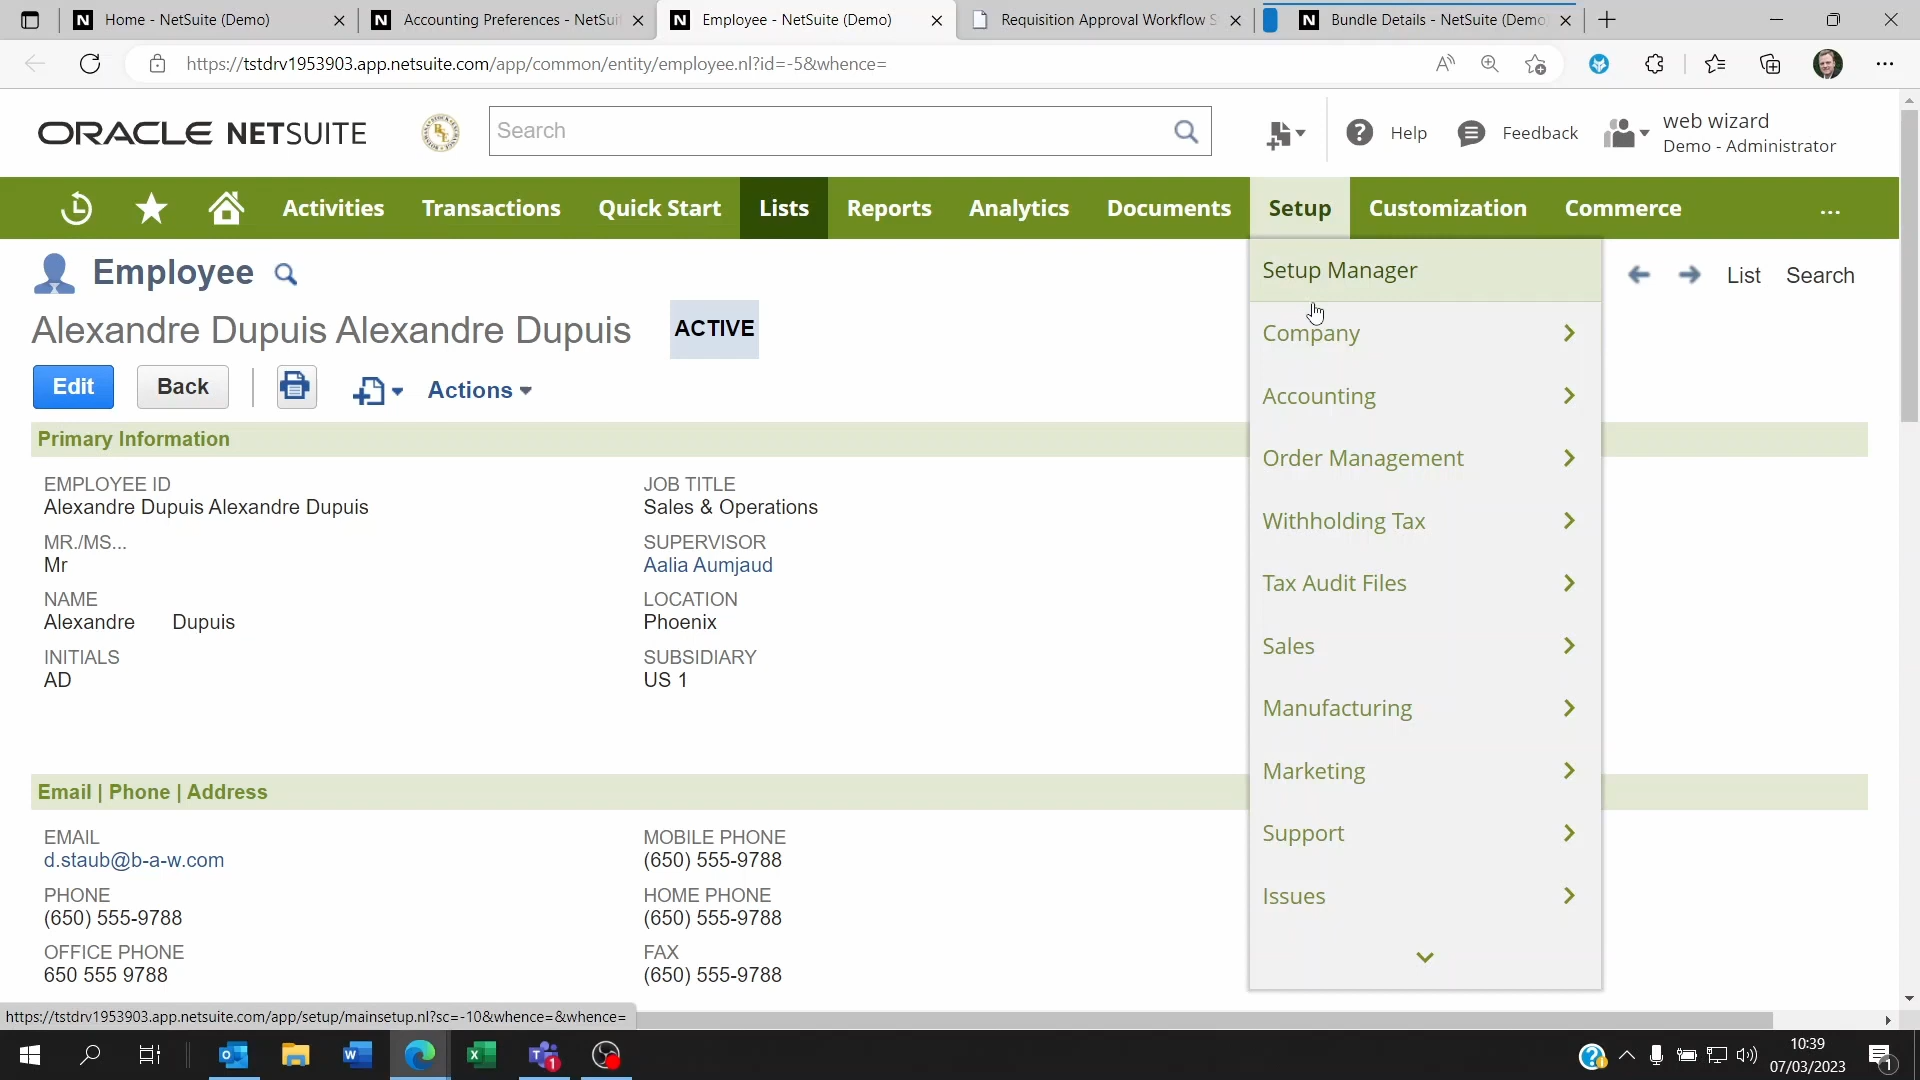 Home - NetSuite (Demo)
Accounting Preferences - NetSui
Employee - NetSuite (Demo)
Requisition Approval Workflow S
Bundle Details - NetSuite (Demo
https://tstdrv1953903.app.netsuite.com/app/common/entity/employee.nl?id=-5&whence=
ORACLE NETSUITE
Search
Help
Feedback
web wizard
Demo - Administrator
Activities
Transactions
Quick Start
Lists
Reports
Analytics
Documents
Setup
Customization
Commerce
...
Employee
Setup Manager
List
Search
Alexandre Dupuis Alexandre Dupuis
ACTIVE
Company
Edit
Back
Actions
Accounting
Primary Information
Order Management
EMPLOYEE ID
Alexandre Dupuis Alexandre Dupuis
JOB TITLE
Sales & Operations
Withholding Tax
MR./MS...
Mr
SUPERVISOR
Aalia Aumjaud
Tax Audit Files
NAME
Alexandre Dupuis
LOCATION
Phoenix
Sales
INITIALS
AD
SUBSIDIARY
US 1
Manufacturing
Marketing
Email | Phone | Address
Support
EMAIL
d.staub@b-a-w.com
MOBILE PHONE
(650) 555-9788
Issues
PHONE
(650) 555-9788
HOME PHONE
(650) 555-9788
OFFICE PHONE
650 555 9788
FAX
(650) 555-9788
https://tstdrv1953903.app.netsuite.com/app/setup/mainsetup.nl?sc=-10&whence=&whence=
10:39
07/03/2023
1
1